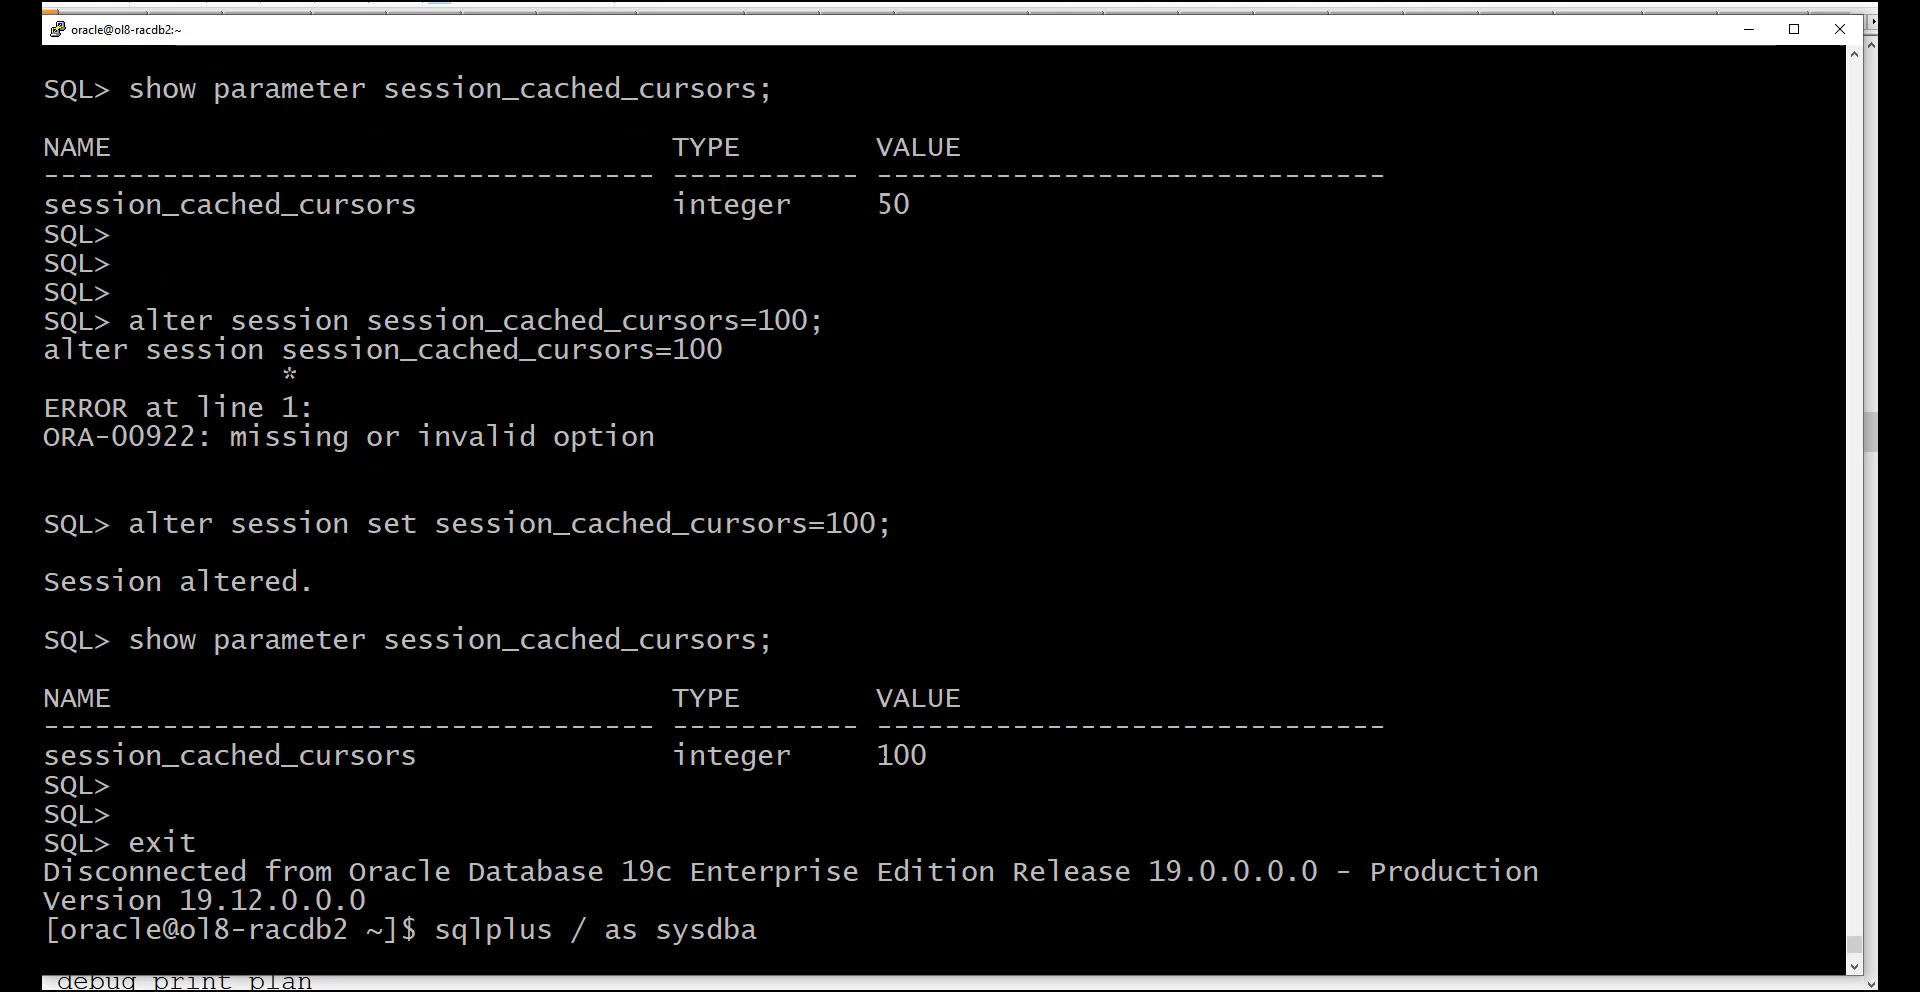 oracle@ol8-racdb2:~
SQL> show parameter session_cached_cursors;
NAME                                 TYPE        VALUE
------------------------------------ ----------- ------------------------------
session_cached_cursors               integer     50
SQL>
SQL>
SQL>
SQL> alter session session_cached_cursors=100;
alter session session_cached_cursors=100
              *
ERROR at line 1:
ORA-00922: missing or invalid option
SQL> alter session set session_cached_cursors=100;
Session altered.
SQL> show parameter session_cached_cursors;
NAME                                 TYPE        VALUE
------------------------------------ ----------- ------------------------------
session_cached_cursors               integer     100
SQL>
SQL>
SQL> exit
Disconnected from Oracle Database 19c Enterprise Edition Release 19.0.0.0.0 - Production
Version 19.12.0.0.0
[oracle@ol8-racdb2 ~]$ sqlplus / as sysdba
debug print plan